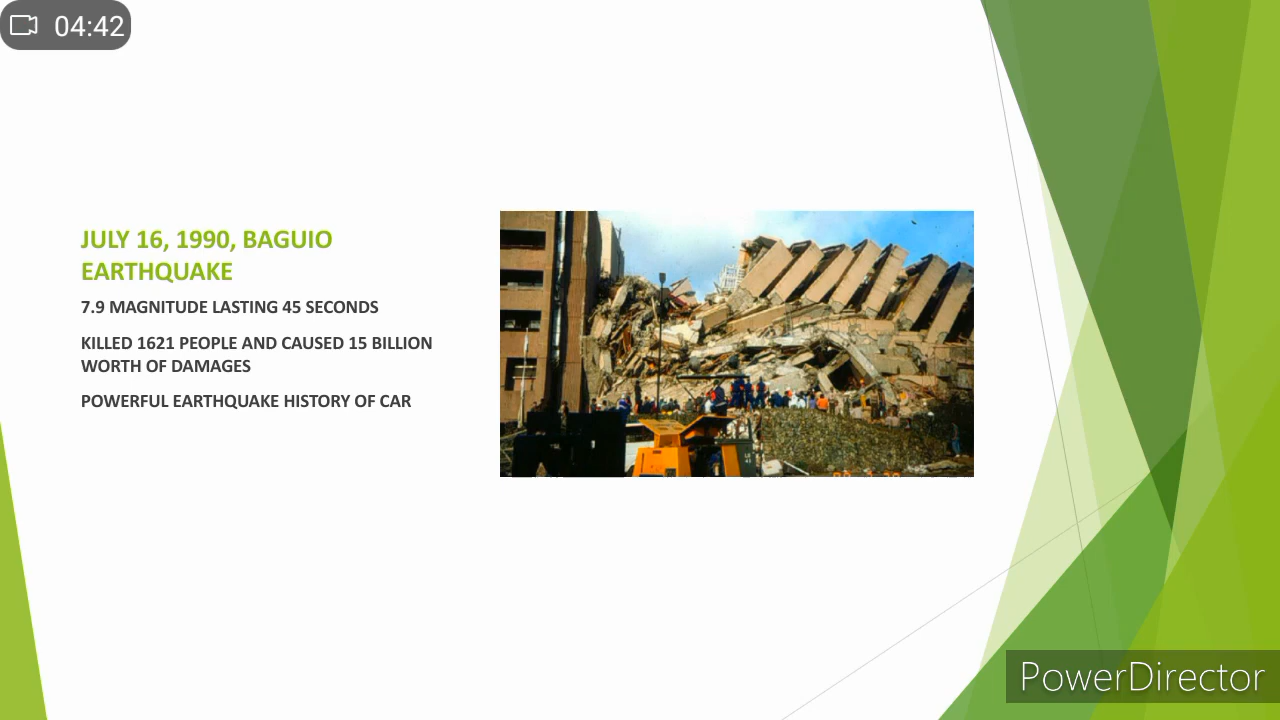 04:42
JULY 16, 1990, BAGUIO
EARTHQUAKE
7.9 MAGNITUDE LASTING 45 SECONDS
KILLED 1621 PEOPLE AND CAUSED 15 BILLION
WORTH OF DAMAGES
POWERFUL EARTHQUAKE HISTORY OF CAR
PowerDirector